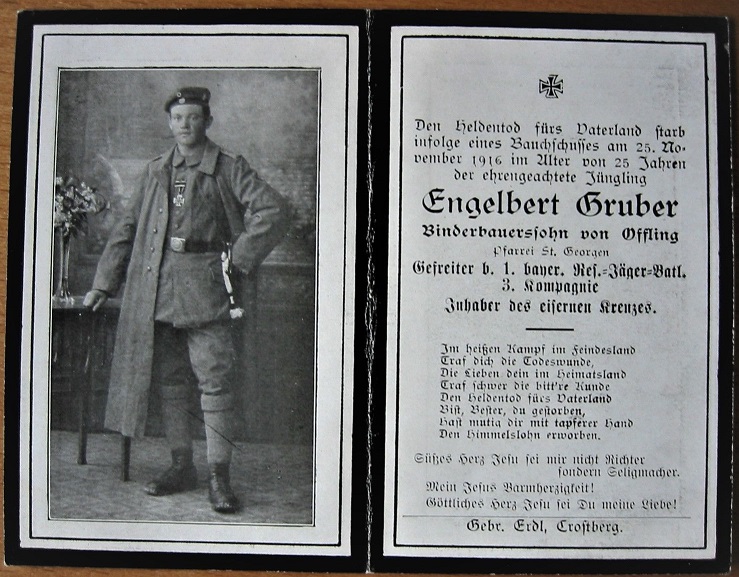 Den Heldentod fürs Vaterland starb
infolge eines Bauchschusses am 25. No-
vember 1916 im Alter von 25 Jahren
der ehrengeachtete Jüngling
Engelbert Gruber
Binderbauerssohn von Offling
Pfarrei St. Georgen
Gefreiter b. 1. bayer. Res.-Jäger-Batl.
3. Kompagnie
Inhaber des eisernen Kreuzes.
Im heißen Kampf im Feindesland
Traf dich die Todeswunde,
Die Lieben dein im Heimatsland
Traf schwer die bitt're Kunde
Den Heldentod fürs Vaterland
Bist, Bester, du gestorben,
Hast mutig dir mit tapferer Hand
Den Himmelslohn erworben.
Süßes Herz Jesu sei mir nicht Richter
sondern Seligmacher.
Mein Jesus Barmherzigkeit!
Göttliches Herz Jesu sei Du meine Liebe!
Gebr. Erdl, Trostberg.